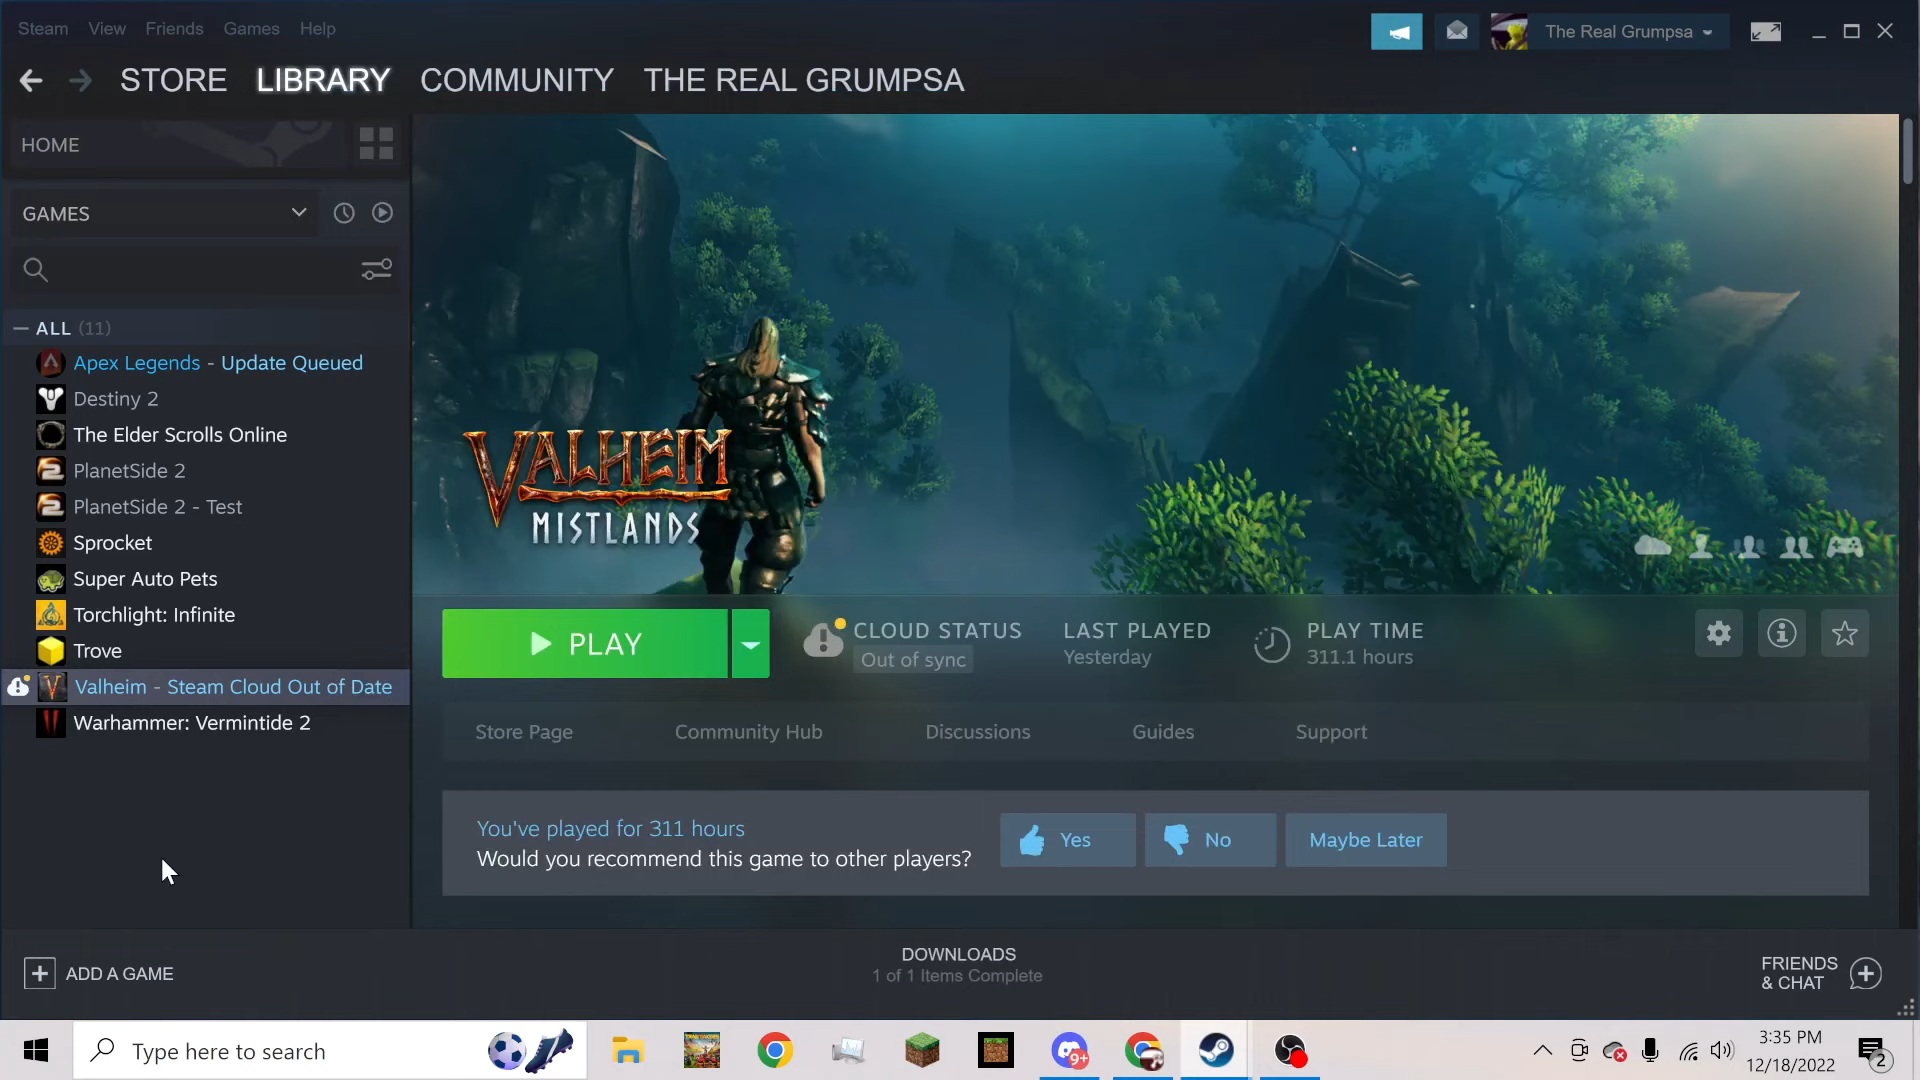 Steam View Friends Games Help
The Real Grumpsa
STORE LIBRARY COMMUNITY THE REAL GRUMPSA
HOME
GAMES
ALL (11)
Apex Legends - Update Queued
Destiny 2
The Elder Scrolls Online
PlanetSide 2
PlanetSide 2 - Test
Sprocket
Super Auto Pets
Torchlight: Infinite
Trove
Valheim - Steam Cloud Out of Date
Warhammer: Vermintide 2
VALHEIM
MISTLANDS
PLAY
CLOUD STATUS
Out of sync
LAST PLAYED
Yesterday
PLAY TIME
311.1 hours
Store Page Community Hub Discussions Guides Support
You've played for 311 hours
Would you recommend this game to other players?
Yes No Maybe Later
ADD A GAME
DOWNLOADS
1 of 1 Items Complete
FRIENDS
& CHAT
Type here to search
9+
3:35 PM
12/18/2022
2